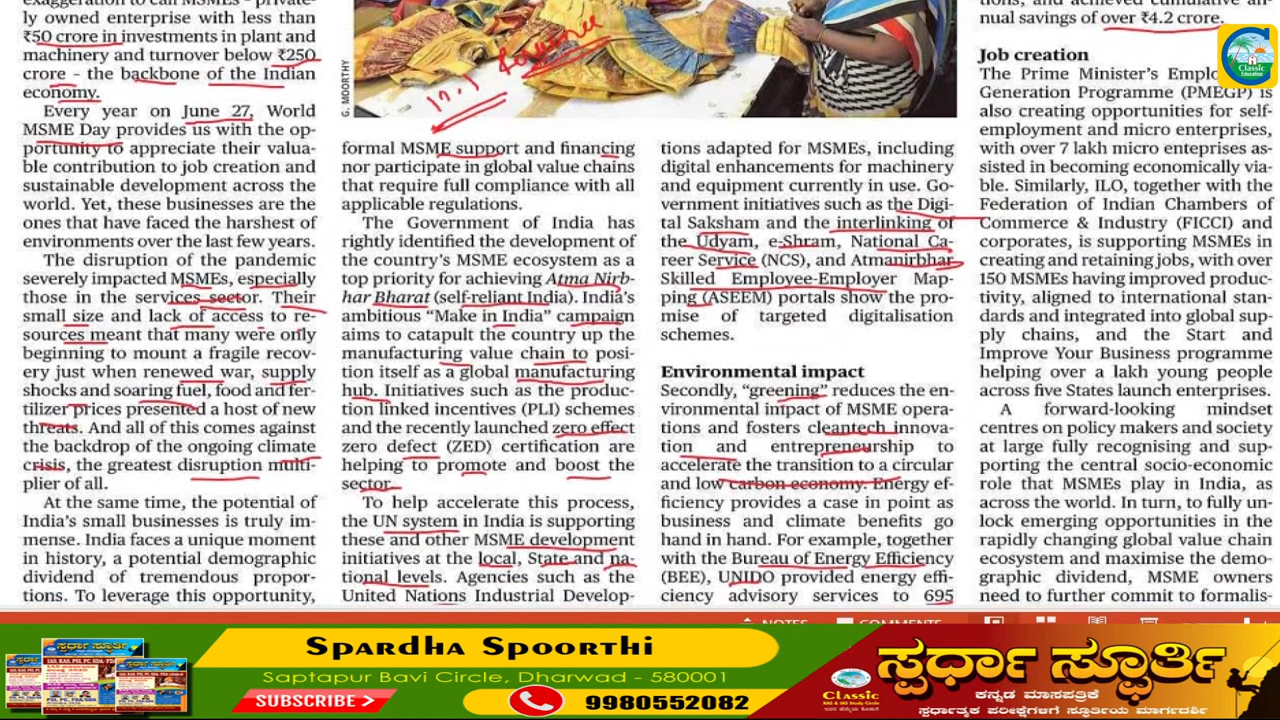 exaggeration to call MSMEs – private-
ly owned enterprise with less than
₹50 crore in investments in plant and
machinery and turnover below ₹250
crore – the backbone of the Indian
economy.
Every year on June 27, World
MSME Day provides us with the op-
portunity to appreciate their valua-
ble contribution to job creation and
sustainable development across the
world. Yet, these businesses are the
ones that have faced the harshest of
environments over the last few years.
The disruption of the pandemic
severely impacted MSMEs, especially
those in the services sector. Their
small size and lack of access to re-
sources meant that many were only
beginning to mount a fragile recov-
ery just when renewed war, supply
shocks and soaring fuel, food and fer-
tilizer prices presented a host of new
threats. And all of this comes against
the backdrop of the ongoing climate
crisis, the greatest disruption multi-
plier of all.
At the same time, the potential of
India's small businesses is truly im-
mense. India faces a unique moment
in history, a potential demographic
dividend of tremendous propor-
tions. To leverage this opportunity,
G. MOORTHY
formal MSME support and financing
nor participate in global value chains
that require full compliance with all
applicable regulations.
The Government of India has
rightly identified the development of
the country's MSME ecosystem as a
top priority for achieving Atma Nirb-
har Bharat (self-reliant India). India's
ambitious “Make in India” campaign
aims to catapult the country up the
manufacturing value chain to posi-
tion itself as a global manufacturing
hub. Initiatives such as the produc-
tion linked incentives (PLI) schemes
and the recently launched zero effect
zero defect (ZED) certification are
helping to promote and boost the
sector.
To help accelerate this process,
the UN system in India is supporting
these and other MSME development
initiatives at the local, State and na-
tional levels. Agencies such as the
United Nations Industrial Develop-
tions adapted for MSMEs, including
digital enhancements for machinery
and equipment currently in use. Go-
vernment initiatives such as the Digi-
tal Saksham and the interlinking of
the Udyam, e-Shram, National Ca-
reer Service (NCS), and Atmanirbhar
Skilled Employee-Employer Map-
ping (ASEEM) portals show the pro-
mise of targeted digitalisation
schemes.
Environmental impact
Secondly, “greening” reduces the en-
vironmental impact of MSME opera-
tions and fosters cleantech innova-
tion and entrepreneurship to
accelerate the transition to a circular
and low carbon economy. Energy ef-
ficiency provides a case in point as
business and climate benefits go
hand in hand. For example, together
with the Bureau of Energy Efficiency
(BEE), UNIDO provided energy effi-
ciency advisory services to 695
tions, and achieved cumulative an-
nual savings of over ₹4.2 crore.
Job creation
The Prime Minister's Emplo
Generation Programme (PMEGP) is
also creating opportunities for self-
employment and micro enterprises,
with over 7 lakh micro enteprises as-
sisted in becoming economically via-
ble. Similarly, ILO, together with the
Federation of Indian Chambers of
Commerce & Industry (FICCI) and
corporates, is supporting MSMEs in
creating and retaining jobs, with over
150 MSMEs having improved produc-
tivity, aligned to international stan-
dards and integrated into global sup-
ply chains, and the Start and
Improve Your Business programme
helping over a lakh young people
across five States launch enterprises.
A forward-looking mindset
centres on policy makers and society
at large fully recognising and sup-
porting the central socio-economic
role that MSMEs play in India, as
across the world. In turn, to fully un-
lock emerging opportunities in the
rapidly changing global value chain
ecosystem and maximise the demo-
graphic dividend, MSME owners
need to further commit to formalis-
Classic
Education
NOTES
COMMENTS
Spardha Spoorthi
Saptapur Bavi Circle, Dharwad - 580001
SUBSCRIBE
9980552082
Classic
ಸ್ಪರ್ಧಾ ಸ್ಫೂರ್ತಿ
ಕನ್ನಡ ಮಾಸಪತ್ರಿಕೆ
ಸ್ಪರ್ಧಾತ್ಮಕ ಪರೀಕ್ಷೆಗಳಿಗೆ ಸ್ಫೂರ್ತಿಯ ಮಾರ್ಗದರ್ಶಿ